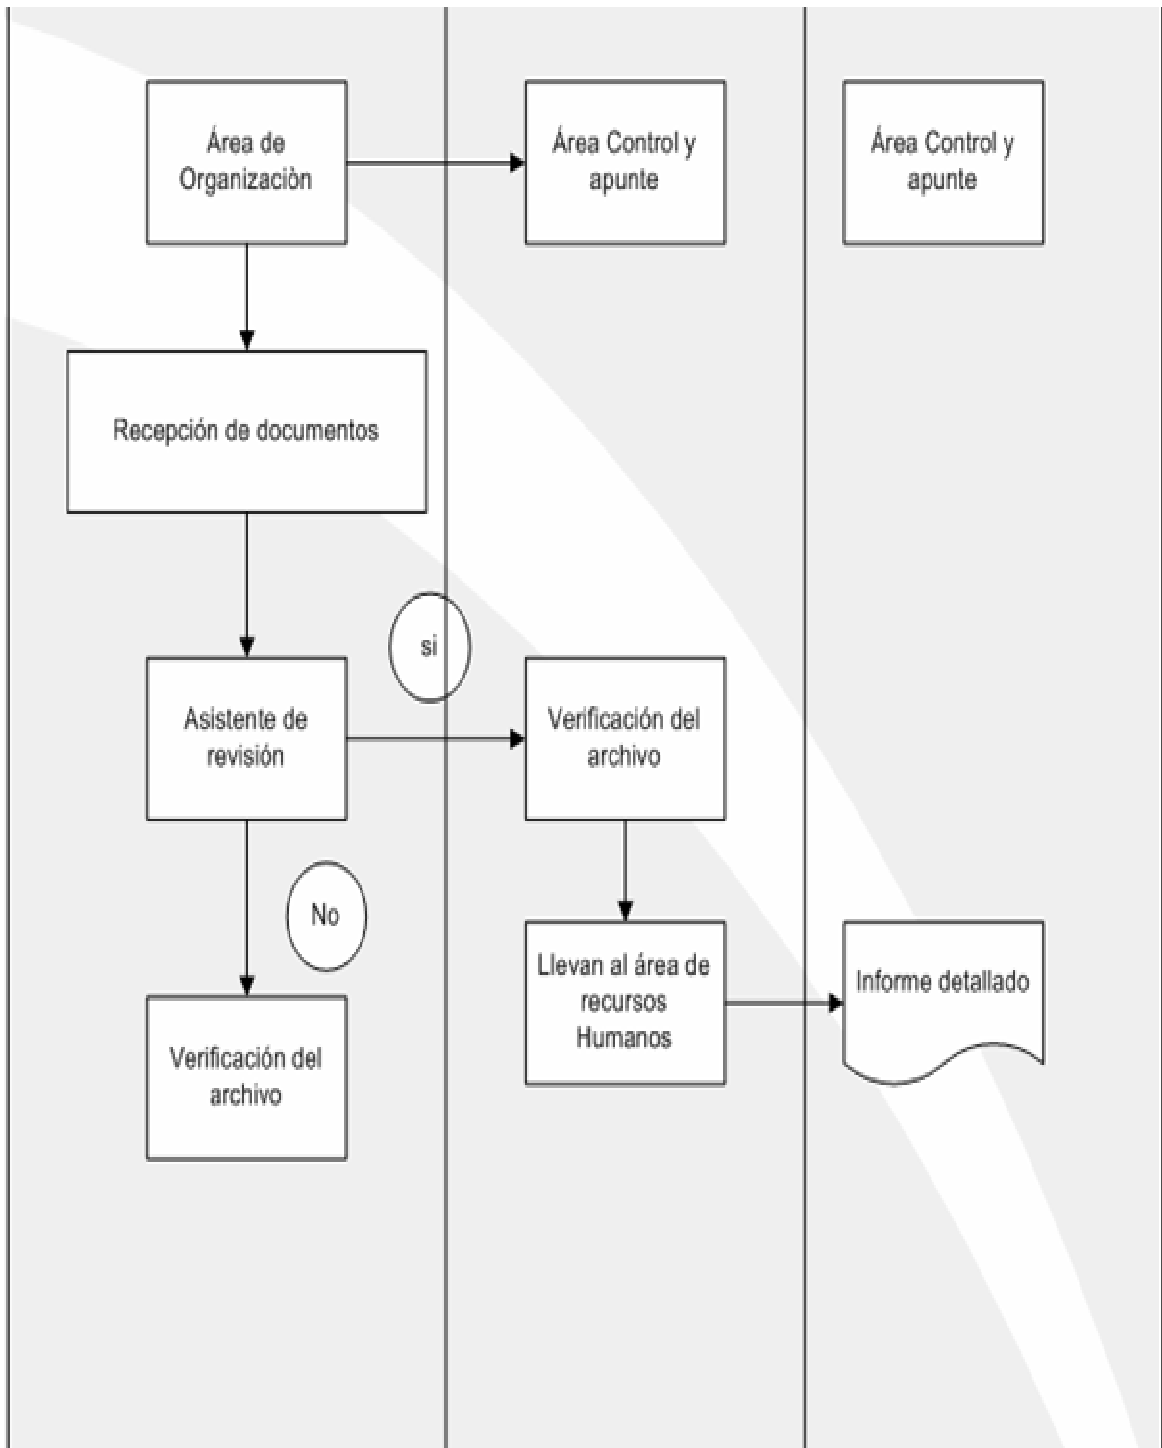 Área de
Organizaciòn
Área Control y
apunte
Área Control y
apunte
Recepción de documentos
si
Asistente de
revisión
Verificación del
archivo
No
Llevan al área de
recursos
Humanos
Informe detallado
Verificación del
archivo